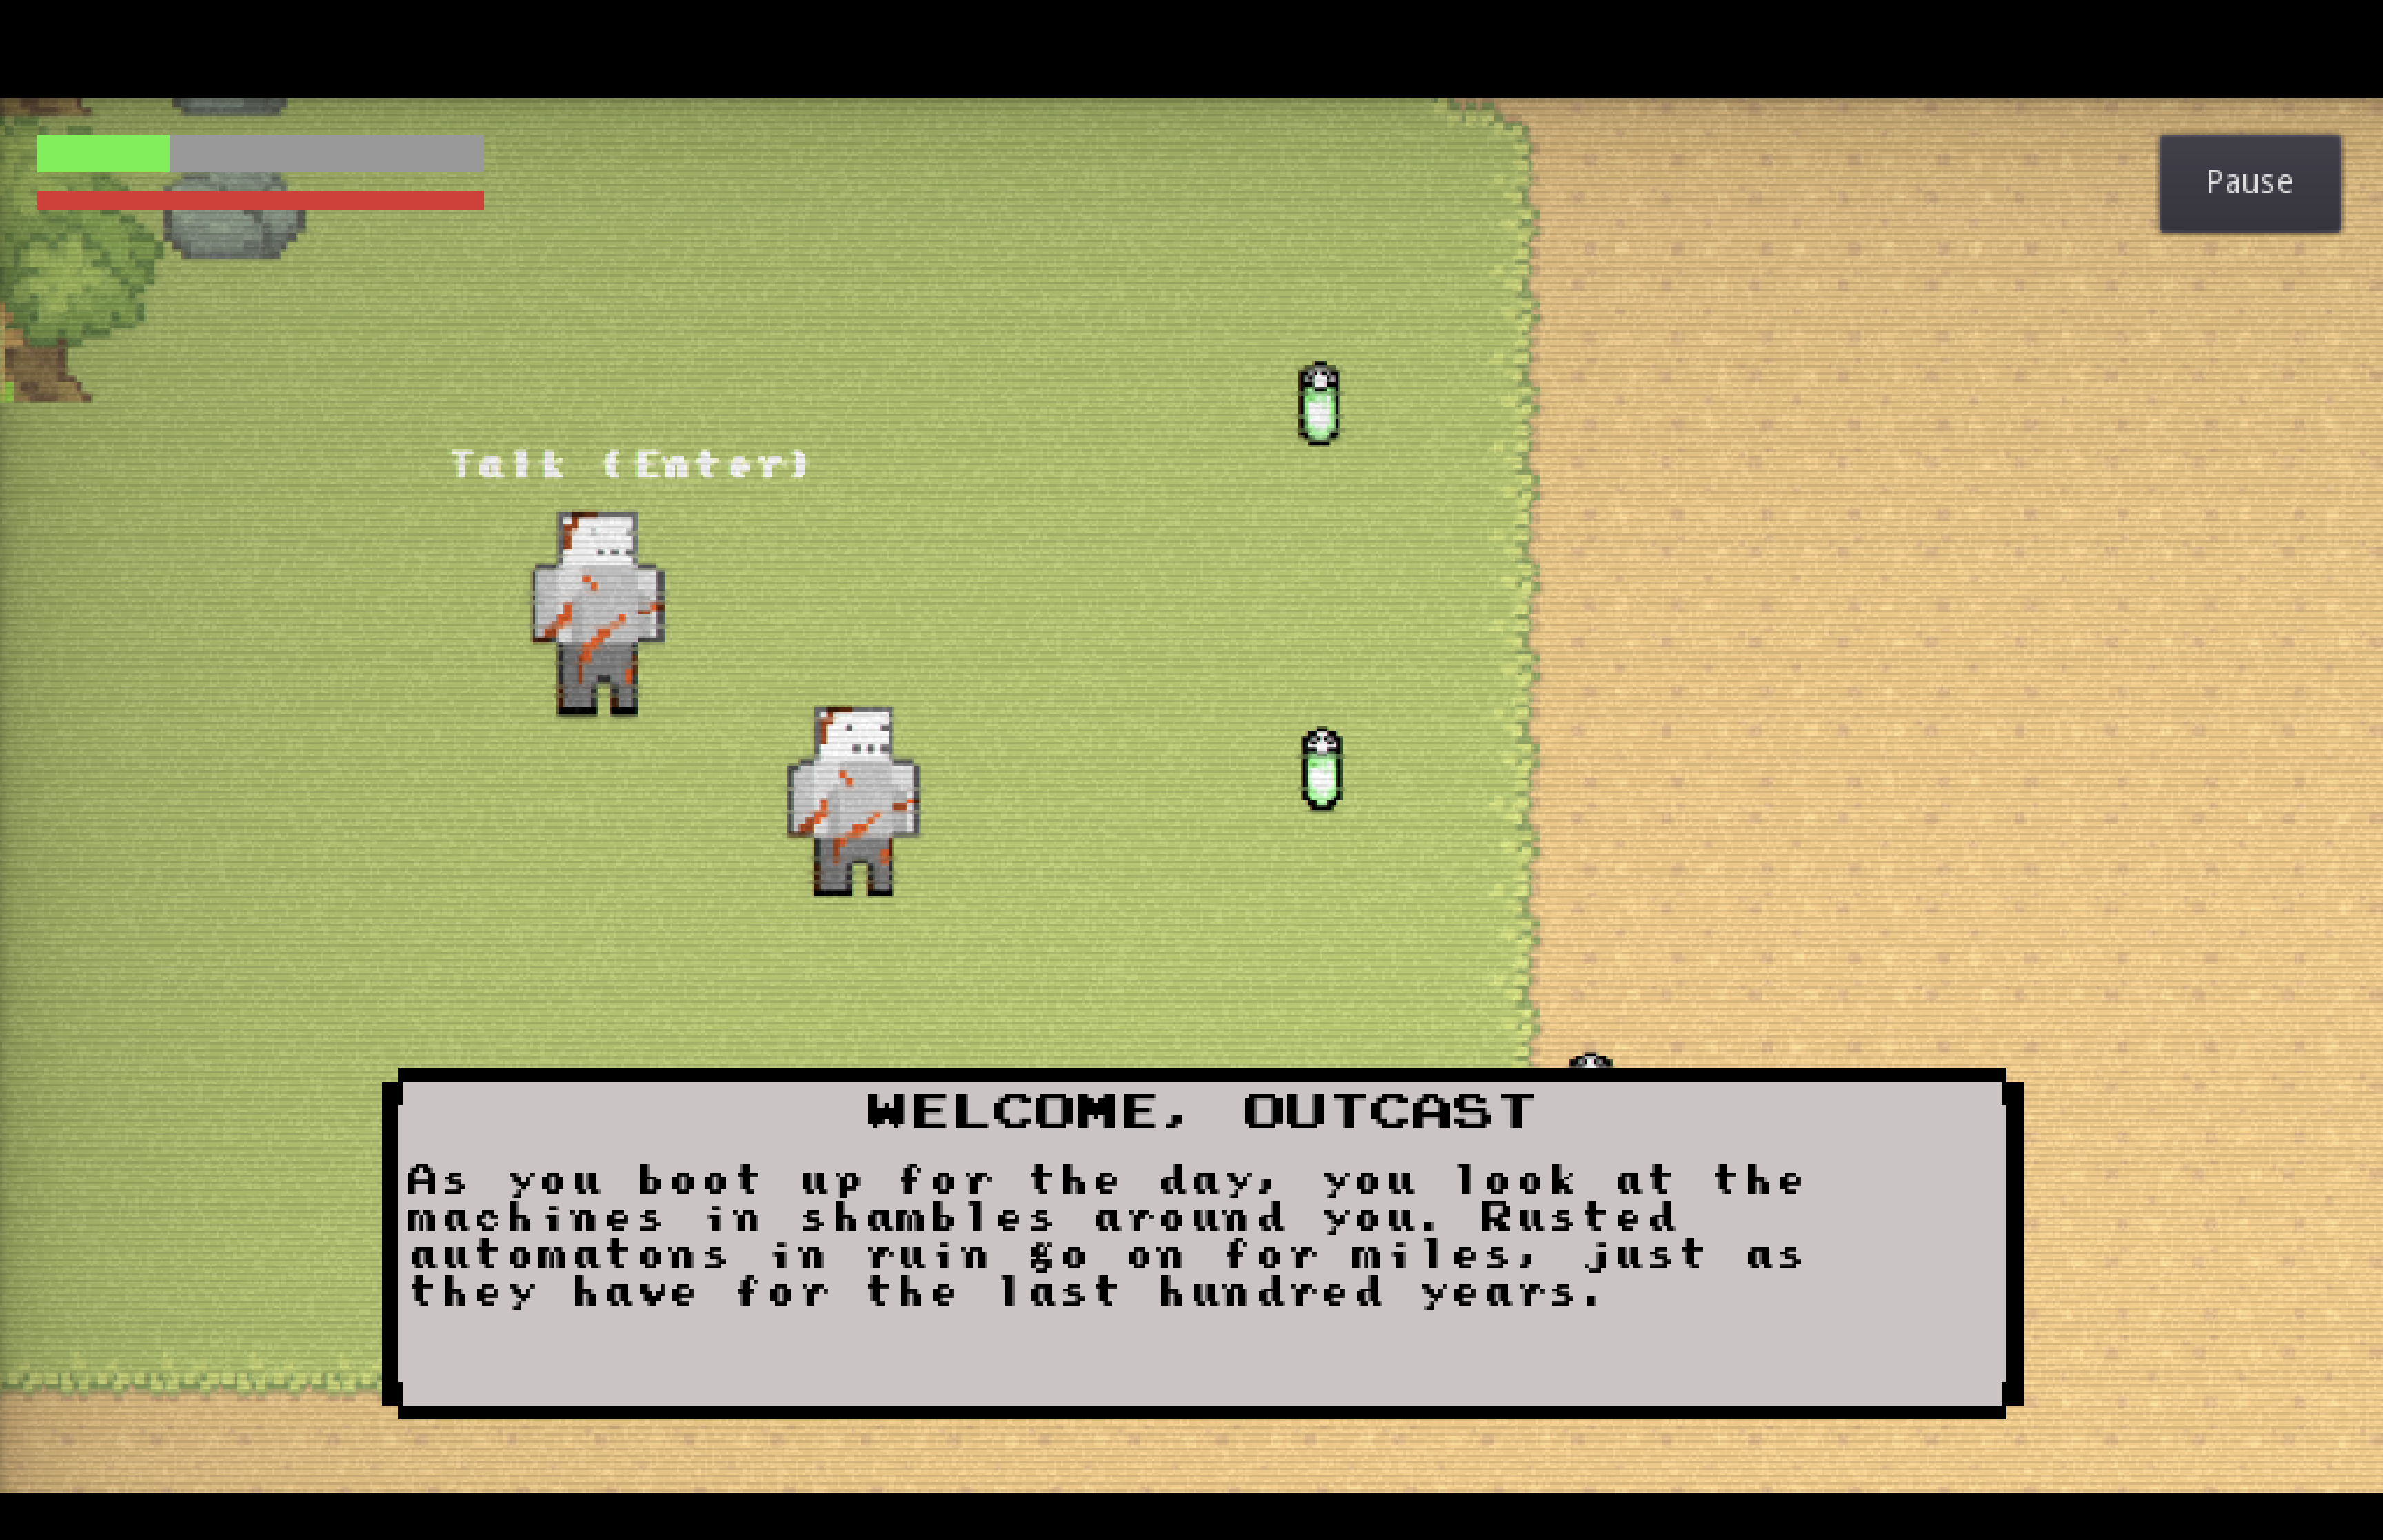 Pause
Talk (Enter)
WELCOME, OUTCAST
As you boot up for the day, you look at the
machines in shambles around you. Rusted
automatons in ruin go on for miles, just as
they have for the last hundred years.